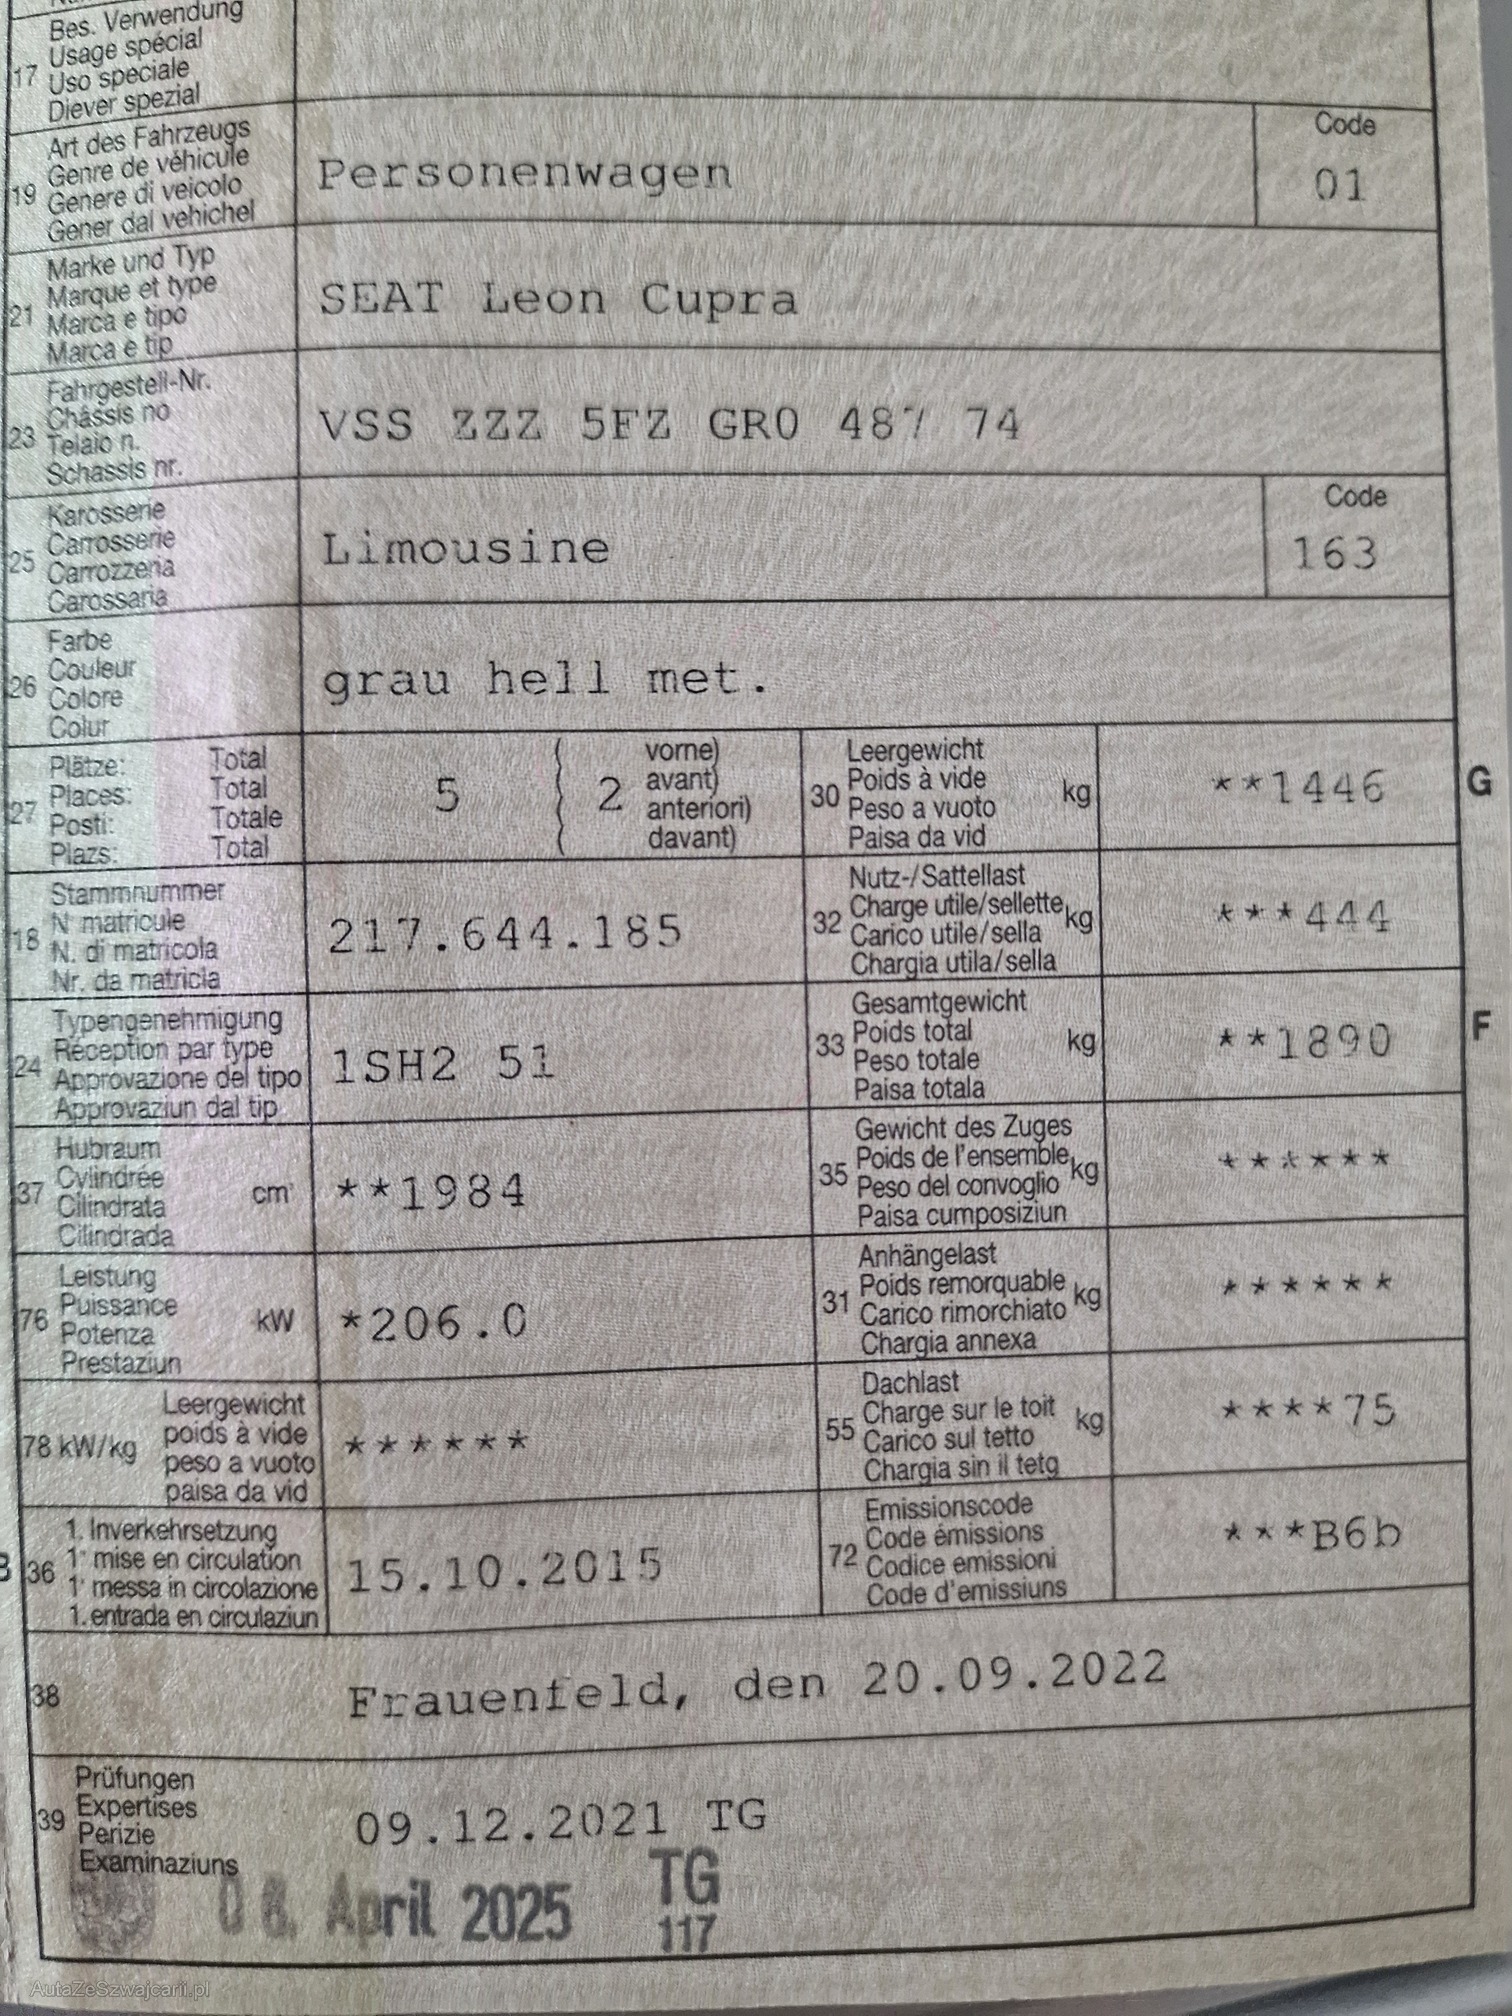 Bes. Verwendung
17 Usage spécial
Uso speciale
Diever spezial
Art des Fahrzeugs
Genre de véhicule
19 Genere di veicolo
Gener dal vehichel
Personenwagen
Code
01
Marke und Typ
Marque et type
21 Marca e tipo
Marca e tip
SEAT Leon Cupra
Fahrgestell-Nr.
Châssis no
23 Telaio n.
Schassis nr.
VSS ZZZ 5FZ GR0 487 74
Karosserie
Carrosserie
25 Carrozzeria
Carossaria
Limousine
Code
163
Farbe
Couleur
26 Colore
Colur
grau hell met.
Plätze: Total
Places: Total
27 Posti: Totale
Plazs: Total
5 2
vorne)
avant)
anteriori)
davant)
Leergewicht
30 Poids à vide kg
Peso a vuoto
Paisa da vid
**1446
G
Stammnummer
N matricule
18 N. di matricola
Nr. da matricla
217.644.185
Nutz-/Sattellast
32 Charge utile/sellette kg
Carico utile/sella
Chargia utila/sella
***444
Typengenehmigung
Réception par type
24 Approvazione del tipo
Approvaziun dal tip
1SH2 51
Gesamtgewicht
33 Poids total kg
Peso totale
Paisa totala
**1890
F
Hubraum
37 Cylindrée cm³
Cilindrata
Cilindrada
**1984
Gewicht des Zuges
35 Poids de l'ensemble kg
Peso del convoglio
Paisa cumposiziun
******
Leistung
76 Puissance kW
Potenza
Prestaziun
*206.0
Anhängelast
31 Poids remorquable kg
Carico rimorchiato
Chargia annexa
******
78 kW/kg
Leergewicht
poids à vide
peso a vuoto
paisa da vid
******
Dachlast
55 Charge sur le toit kg
Carico sul tetto
Chargia sin il tetg
****75
B 36
1. Inverkehrsetzung
1ʳ mise en circulation
1ʳ messa in circolazione
1. entrada en circulaziun
15.10.2015
Emissionscode
72 Code émissions
Codice emissioni
Code d'emissiuns
***B6b
38
Frauenfeld, den 20.09.2022
Prüfungen
39 Expertises
Perizie
Examinaziuns
09.12.2021 TG
08. April 2025 TG
117
AutaZeSzwajcarii.pl